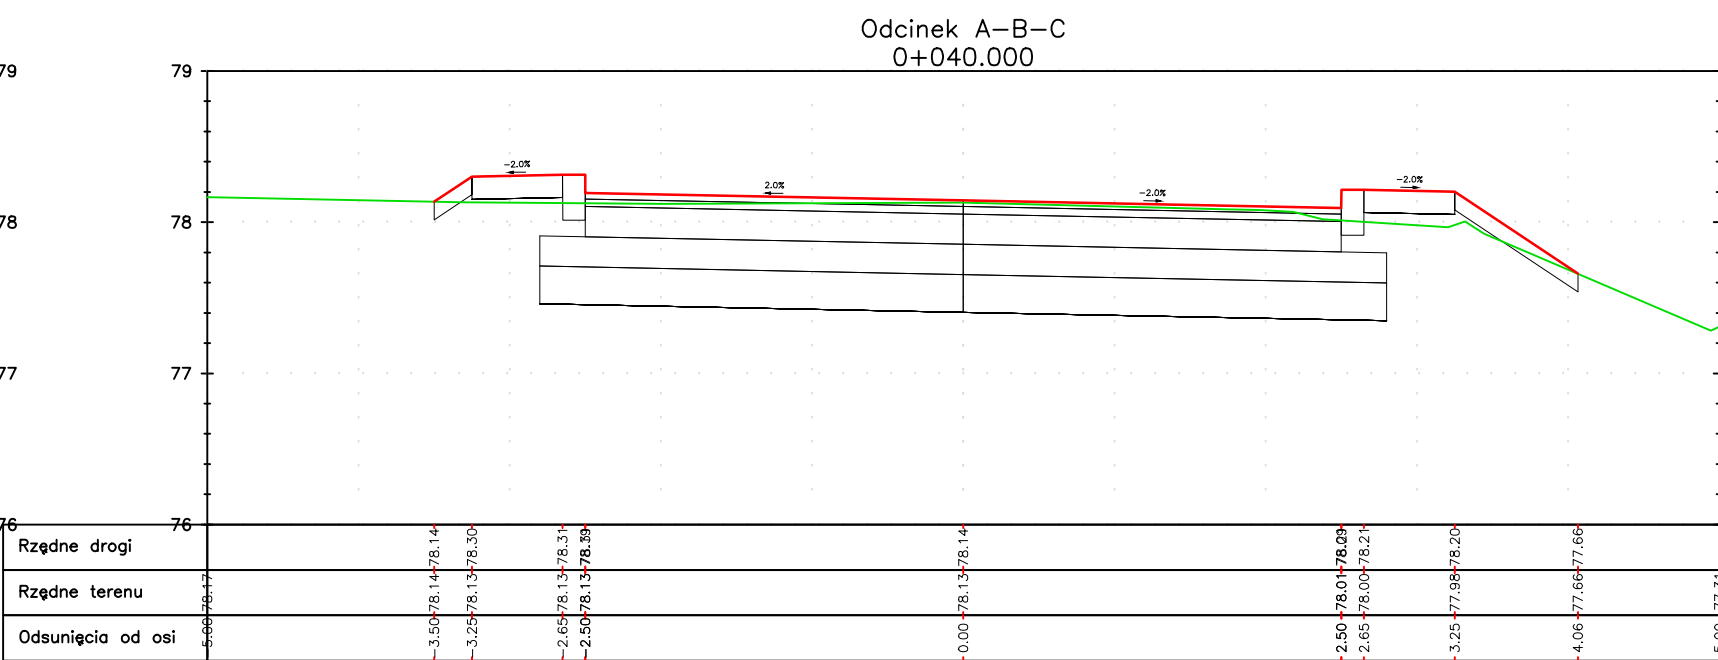 Odcinek A-B-C
0+040.000
79 79
78
77 77
76 76
-2.0%
2.0%
-2.0%
-2.0%
Rzędne drogi 78.14 78.30 78.31 78.14 78.21 78.20 77.66
Rzędne terenu 78.17 78.14 78.13 78.13 78.13 78.13 78.01 78.00 77.98 77.66
Odsunięcia od osi -3.50 -3.25 -2.65 -2.50 0.00 2.50 2.65 3.25 4.06